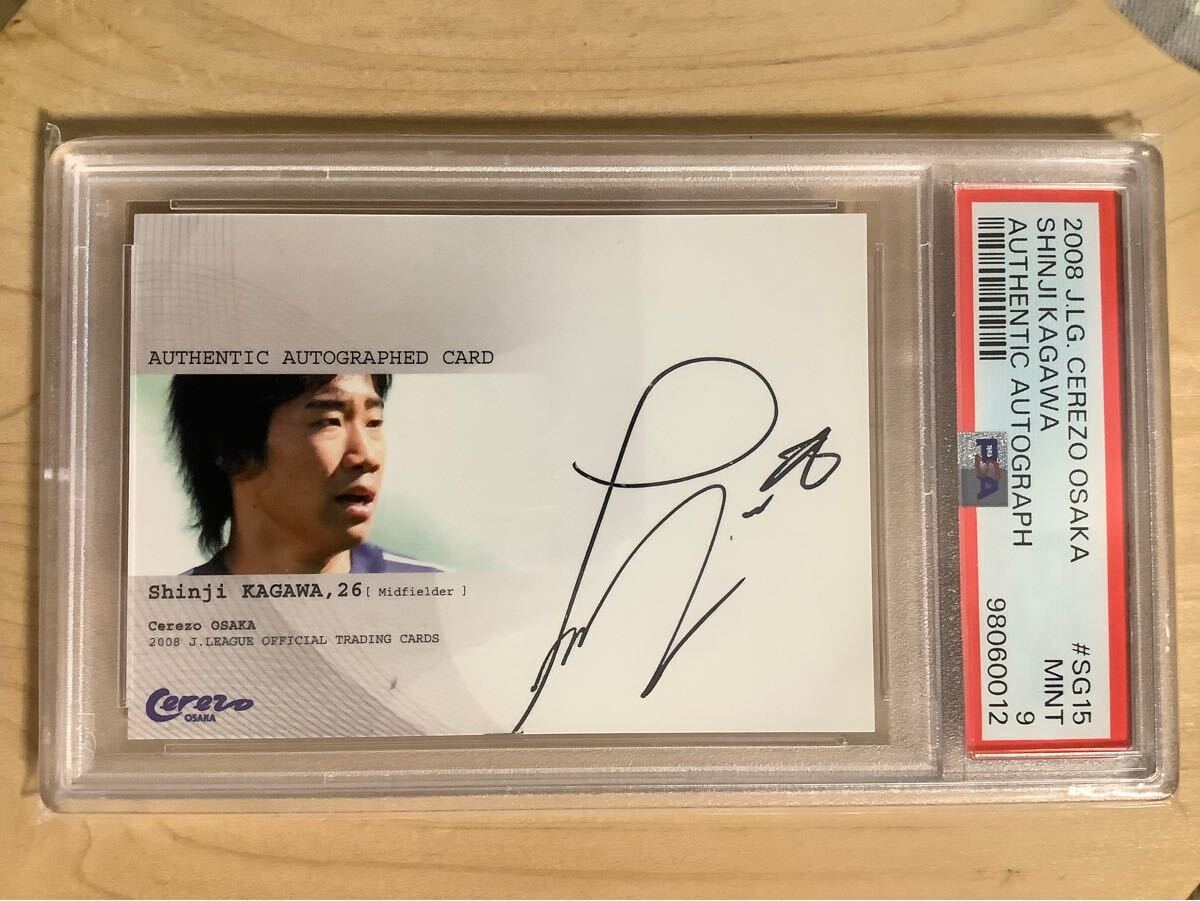 AUTHENTIC AUTOGRAPHED CARD
Shinji KAGAWA,26[ Midfielder ]
Cerezo OSAKA
2008 J.LEAGUE OFFICIAL TRADING CARDS
Cerezo
OSAKA
2008 J.LG. CEREZO OSAKA #SG15
SHINJI KAGAWA MINT
AUTHENTIC AUTOGRAPH 9
98060012
PSA